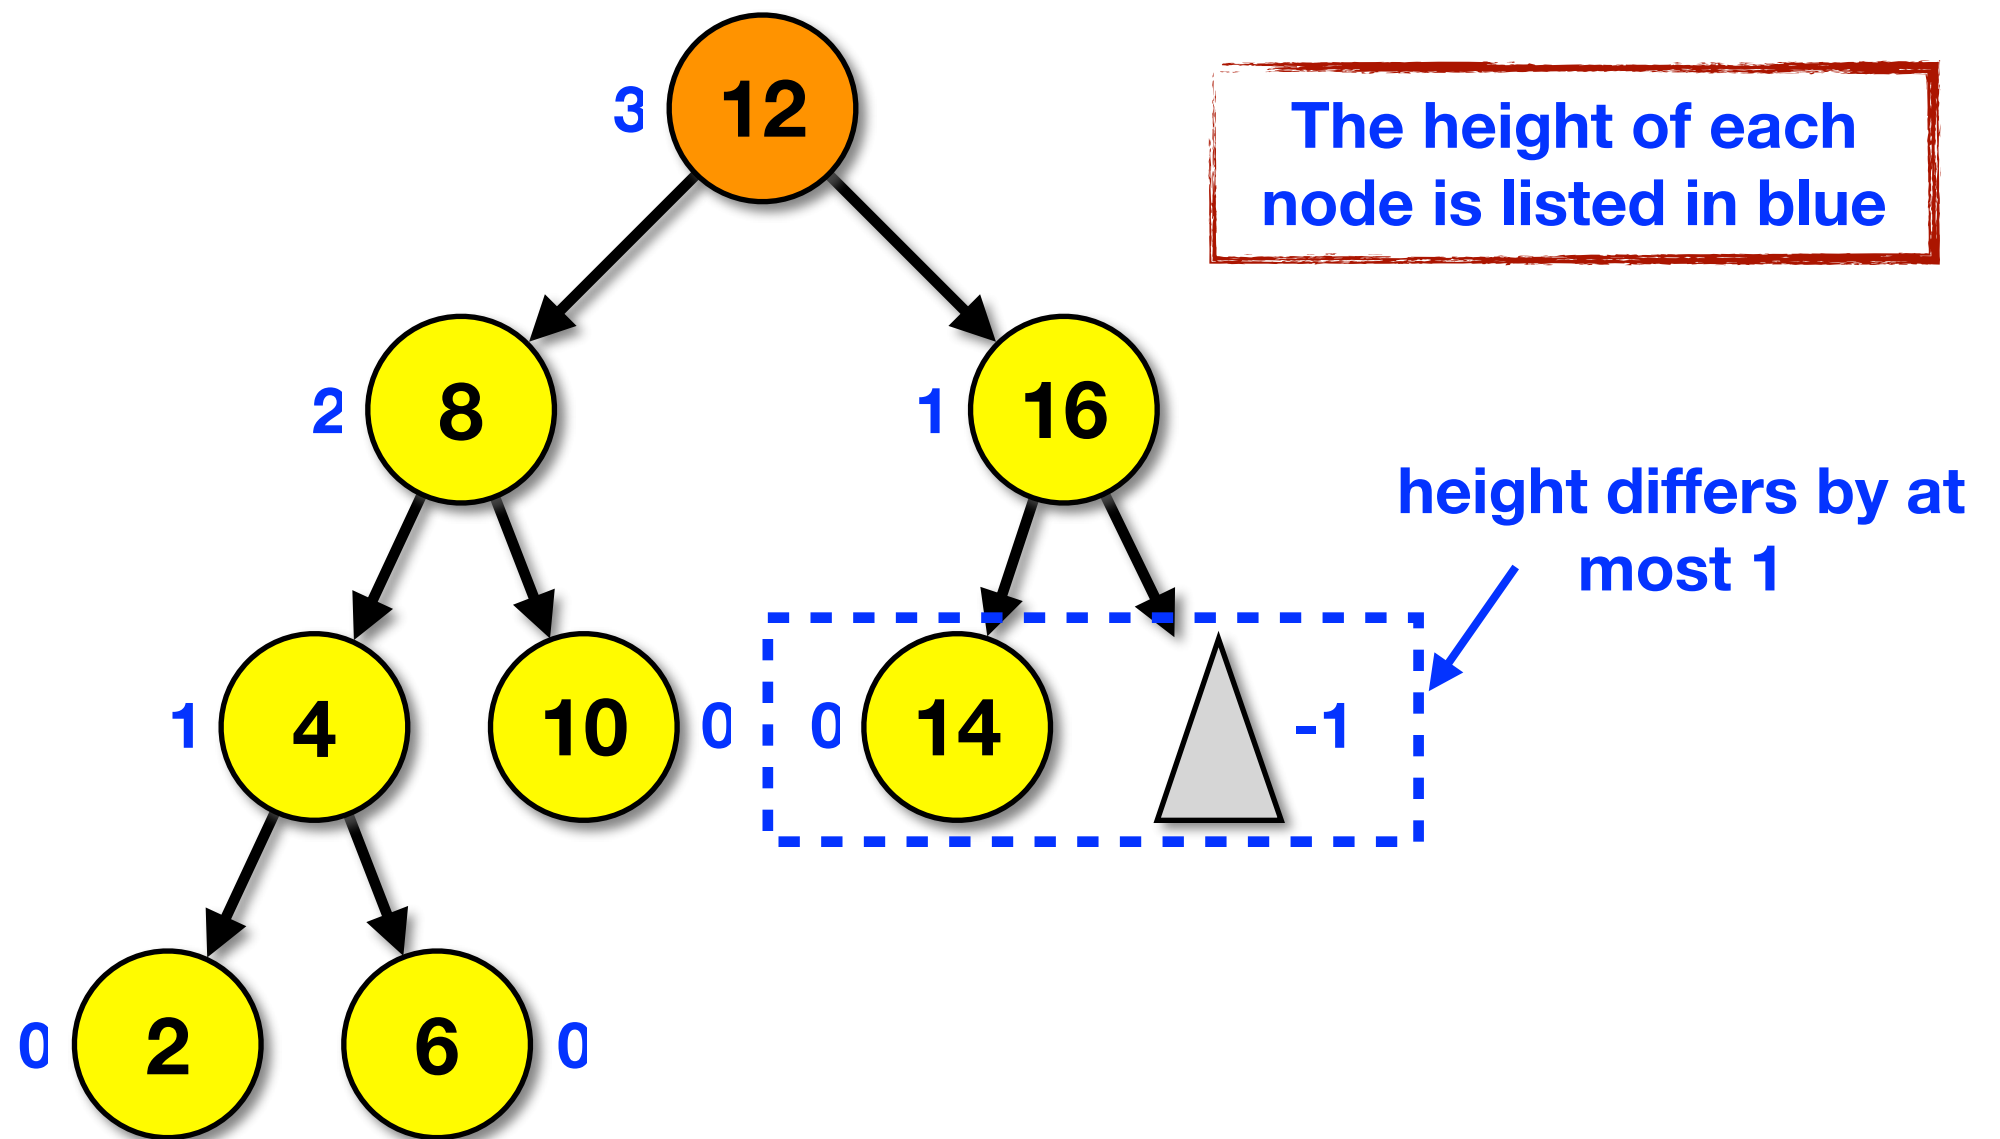 3 12
The height of each
node is listed in blue
2 8 1 16
height differs by at
most 1
1 4 10 0 0 14 -1
0 2 6 0